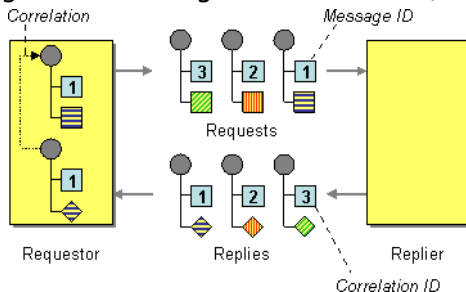 Correlation
Message ID
3 2 1
1
Requests
1
1 2 3
Requestor
Replies
Replier
Correlation ID